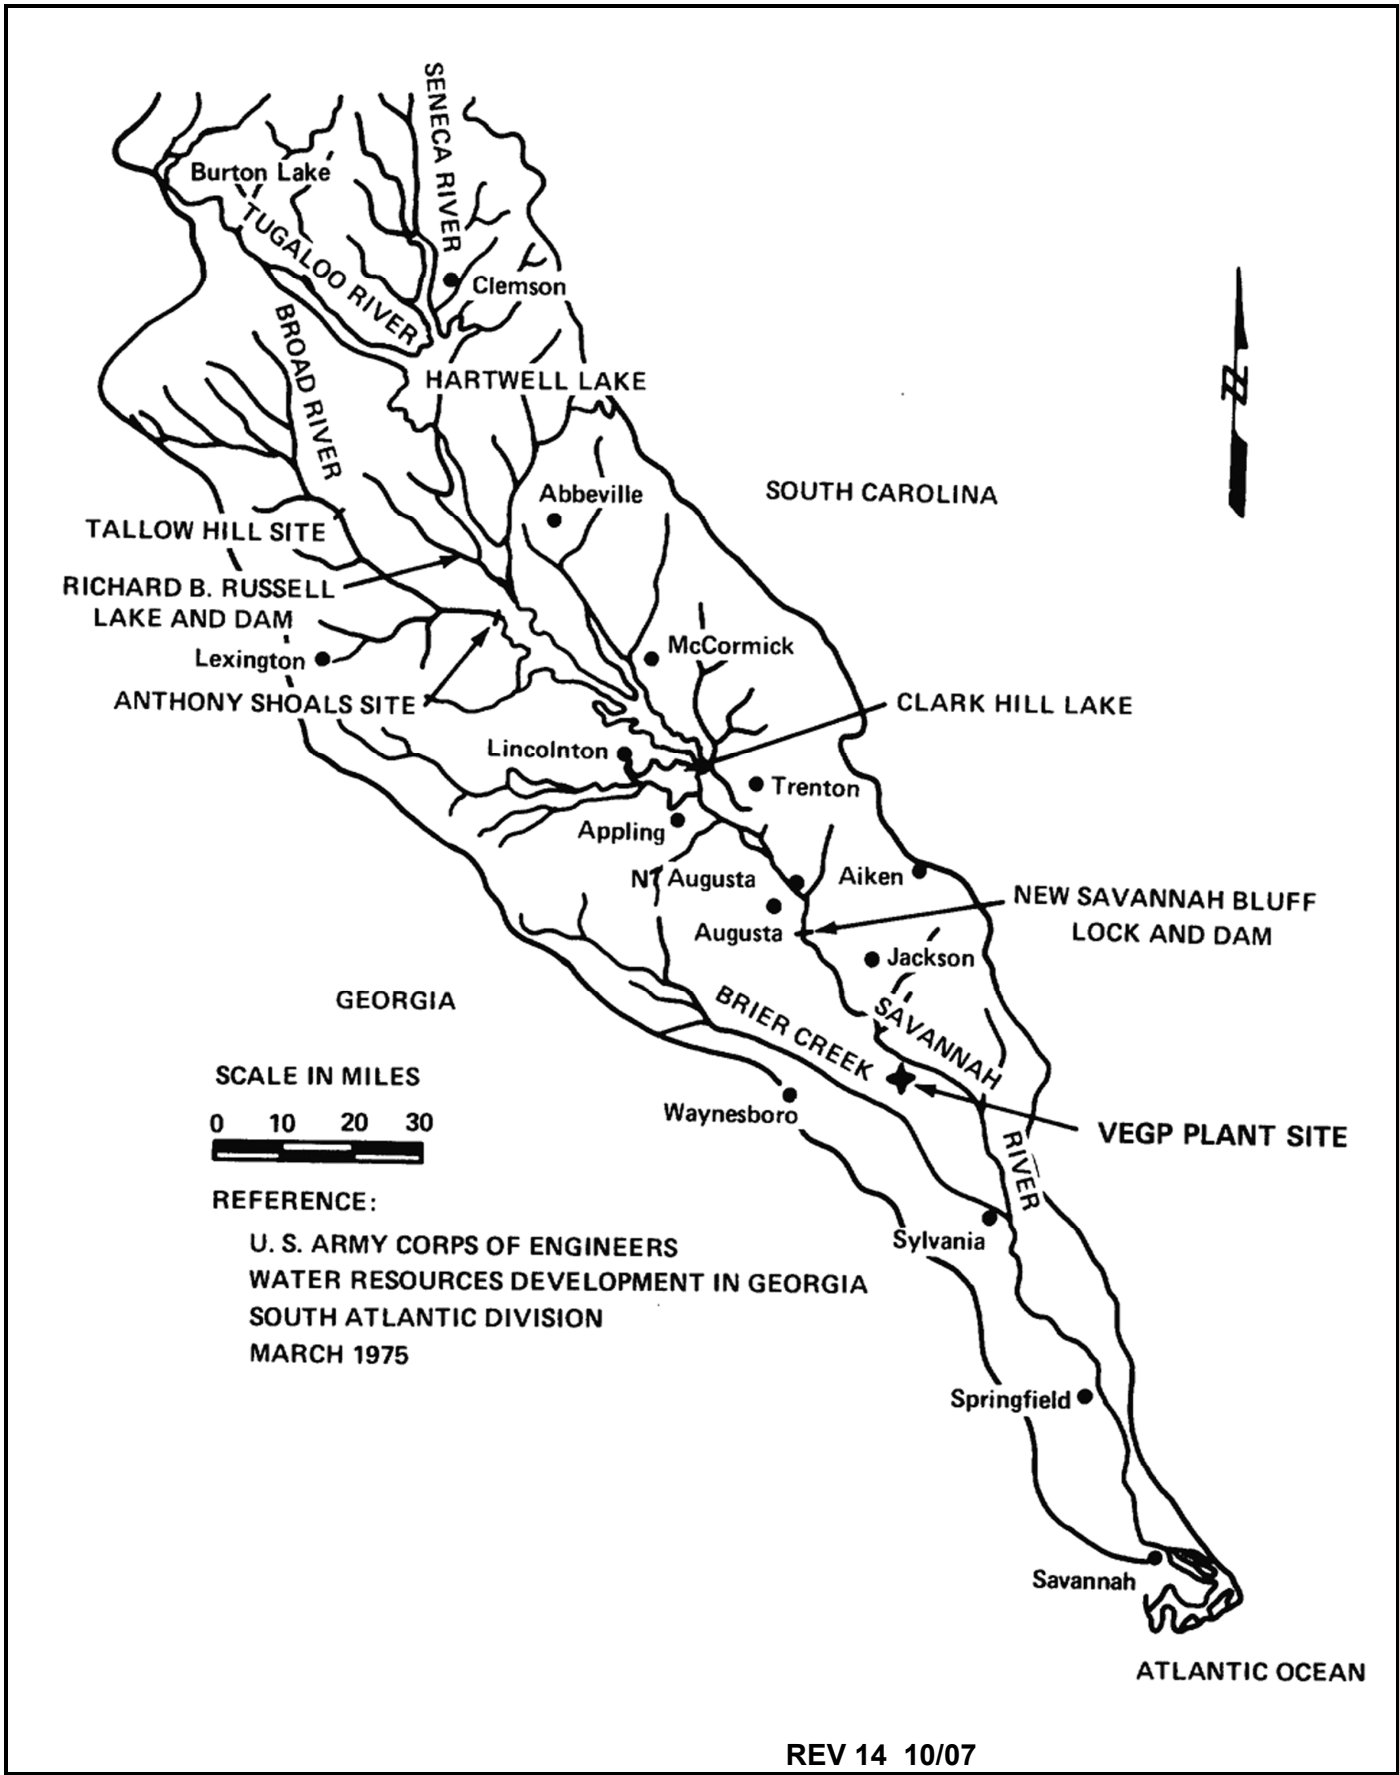 SENECA RIVER
Burton Lake
TUGALOO RIVER
Clemson
BROAD RIVER
HARTWELL LAKE
N
SOUTH CAROLINA
Abbeville
TALLOW HILL SITE
RICHARD B. RUSSELL
LAKE AND DAM
McCormick
Lexington
ANTHONY SHOALS SITE
CLARK HILL LAKE
Lincolnton
Trenton
Appling
N. Augusta
Aiken
NEW SAVANNAH BLUFF
LOCK AND DAM
Augusta
Jackson
GEORGIA
BRIER CREEK
SAVANNAH
RIVER
SCALE IN MILES
0 10 20 30
Waynesboro
VEGP PLANT SITE
REFERENCE:
U. S. ARMY CORPS OF ENGINEERS
WATER RESOURCES DEVELOPMENT IN GEORGIA
SOUTH ATLANTIC DIVISION
MARCH 1975
Sylvania
Springfield
Savannah
ATLANTIC OCEAN
REV 14 10/07